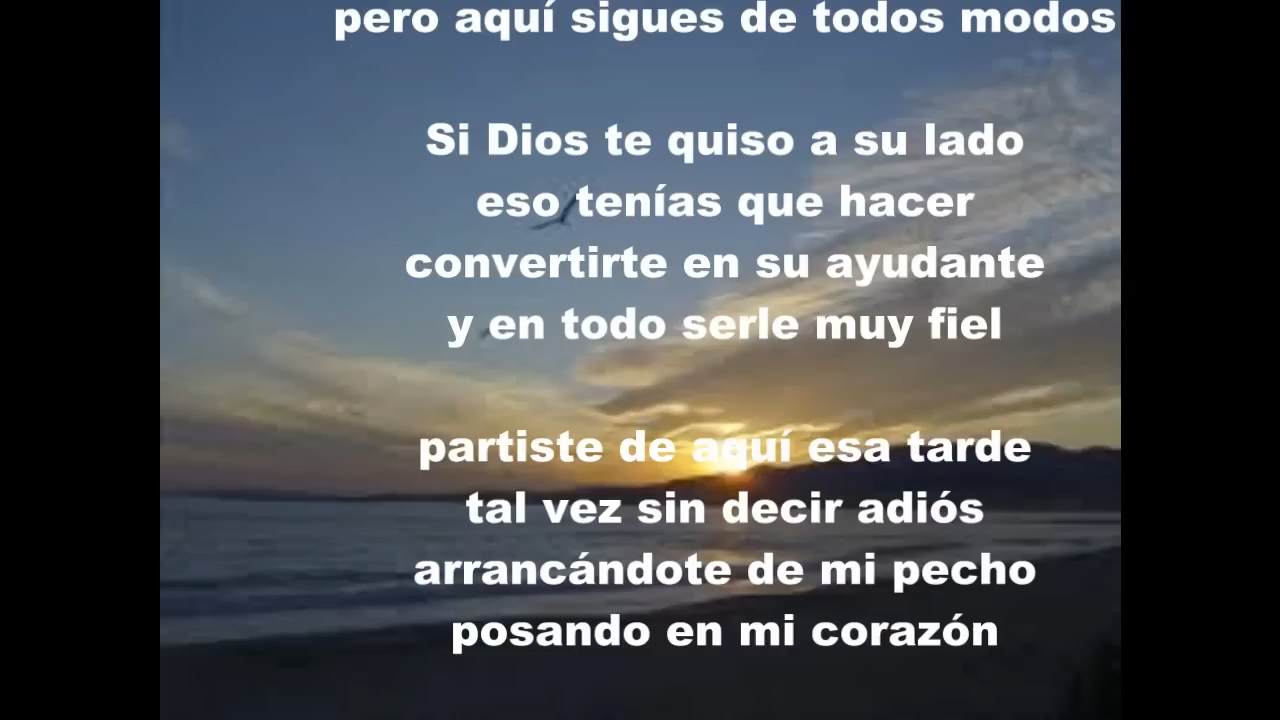 pero aquí sigues de todos modos
Si Dios te quiso a su lado
eso tenías que hacer
convertirte en su ayudante
y en todo serle muy fiel
partiste de aquí esa tarde
tal vez sin decir adiós
arrancándote de mi pecho
posando en mi corazón